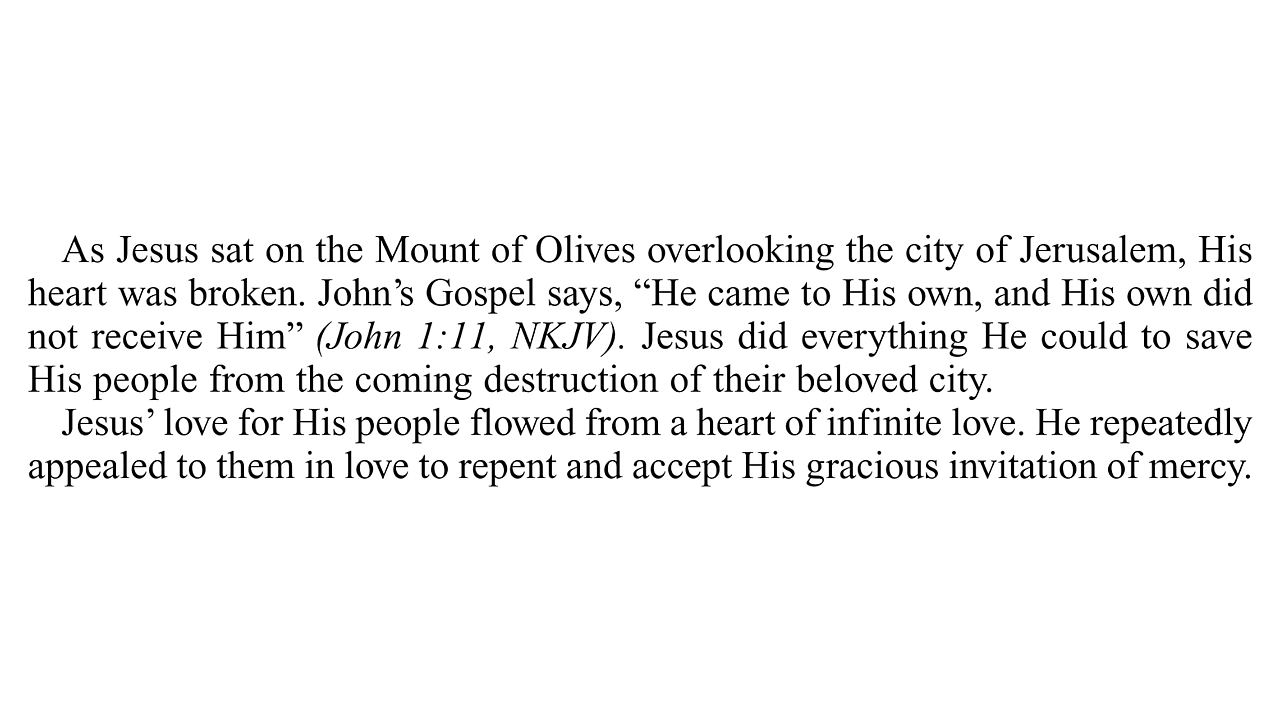 As Jesus sat on the Mount of Olives overlooking the city of Jerusalem, His
heart was broken. John’s Gospel says, “He came to His own, and His own did
not receive Him” (John 1:11, NKJV). Jesus did everything He could to save
His people from the coming destruction of their beloved city.
Jesus’ love for His people flowed from a heart of infinite love. He repeatedly
appealed to them in love to repent and accept His gracious invitation of mercy.